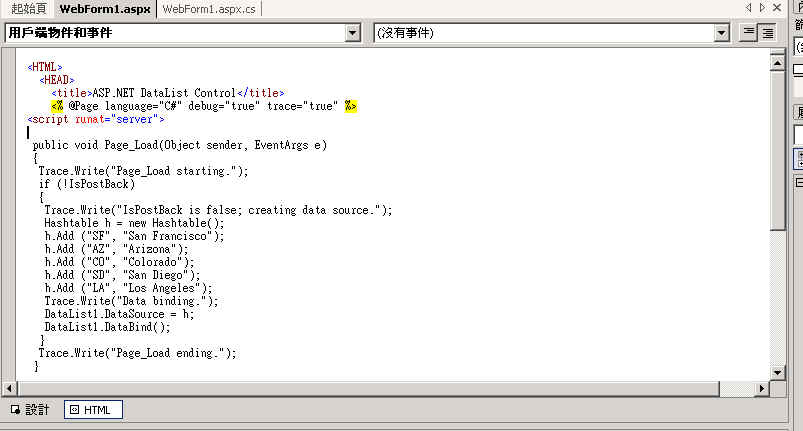 起始頁 WebForm1.aspx WebForm1.aspx.cs
用戶端物件和事件 (沒有事件)
<HTML>
<HEAD>
<title>ASP.NET DataList Control</title>
<% @Page language="C#" debug="true" trace="true" %>
<script runat="server">
public void Page_Load(Object sender, EventArgs e)
{
Trace.Write("Page_Load starting.");
if (!IsPostBack)
{
Trace.Write("IsPostBack is false; creating data source.");
Hashtable h = new Hashtable();
h.Add ("SF", "San Francisco");
h.Add ("AZ", "Arizona");
h.Add ("CO", "Colorado");
h.Add ("SD", "San Diego");
h.Add ("LA", "Los Angeles");
Trace.Write("Data binding.");
DataList1.DataSource = h;
DataList1.DataBind();
}
Trace.Write("Page_Load ending.");
}
設計 HTML